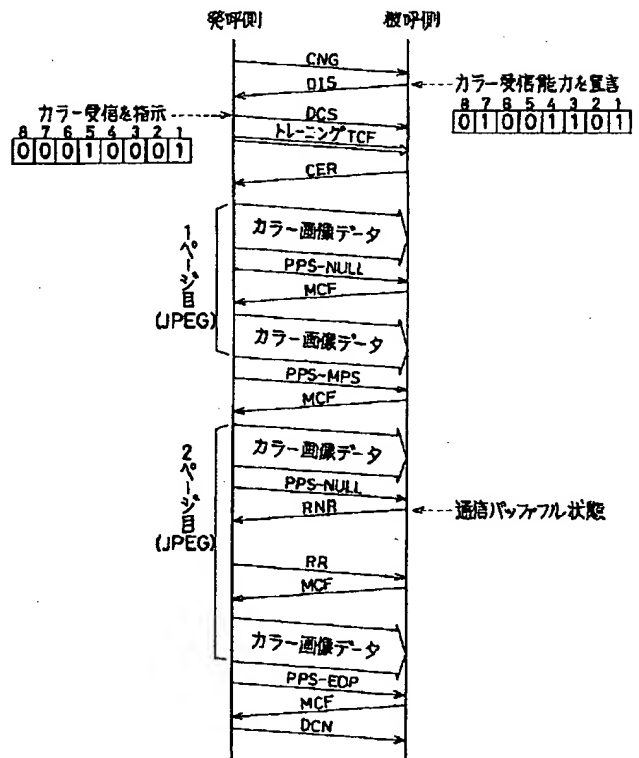 発呼側
被呼側
CNG
DIS
カラー受信能力を宣言
8 7 6 5 4 3 2 1
0 1 0 0 1 1 0 1
カラー受信を指示
8 7 6 5 4 3 2 1
0 0 0 1 0 0 0 1
DCS
トレーニングTCF
CER
1ページ目
(JPEG)
カラー画像データ
PPS-NULL
MCF
カラー画像データ
PPS-MPS
MCF
2ページ目
(JPEG)
カラー画像データ
PPS-NULL
RNR
通信バッファフル状態
RR
MCF
カラー画像データ
PPS-EOP
MCF
DCN